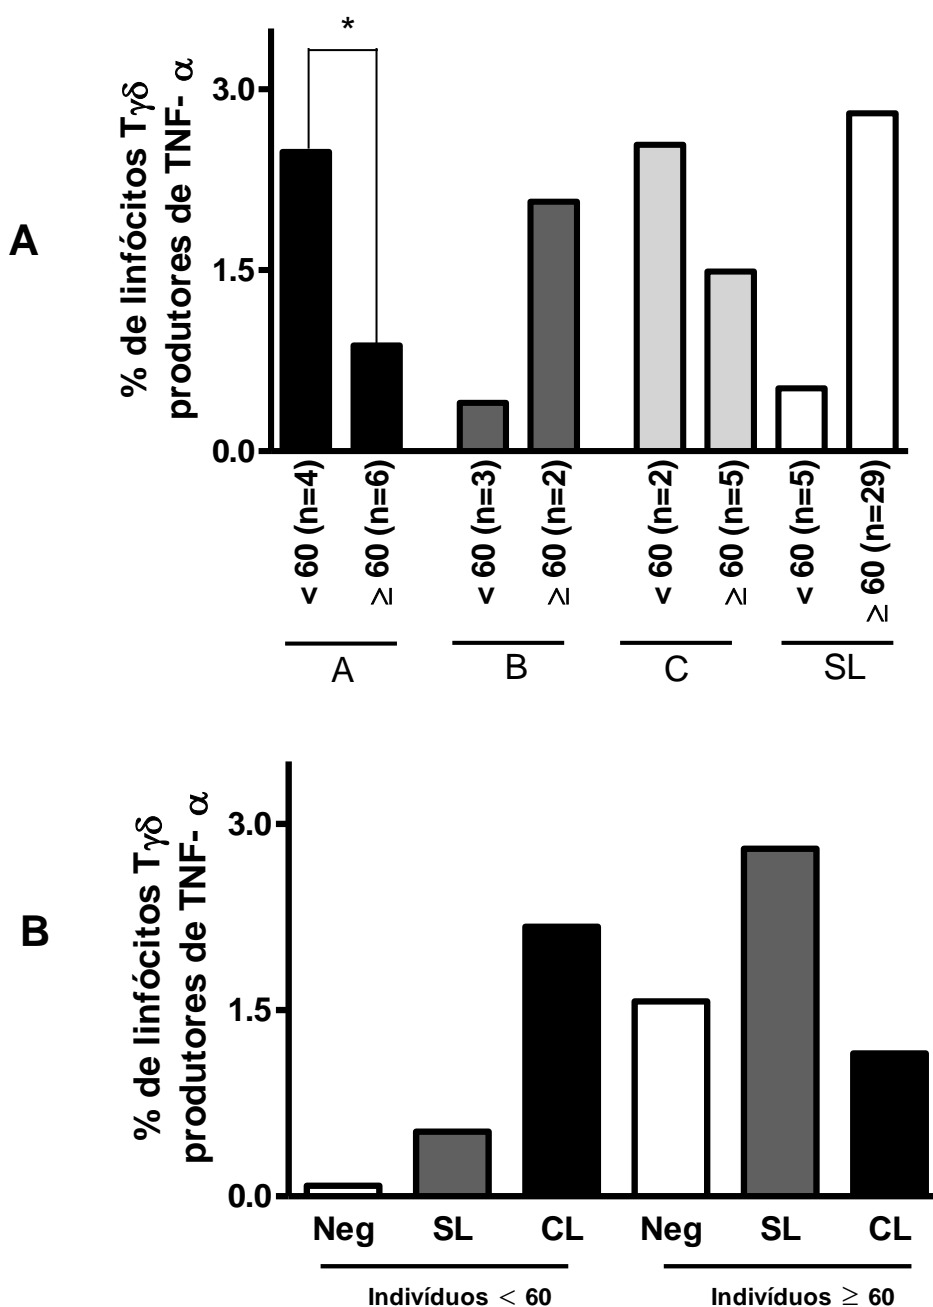 *
A
% de linfócitos Tγδ
produtores de TNF- α
3.0
1.5
0.0
< 60 (n=4)
≥ 60 (n=6)
< 60 (n=3)
≥ 60 (n=2)
< 60 (n=2)
≥ 60 (n=5)
< 60 (n=5)
≥ 60 (n=29)
A
B
C
SL
B
% de linfócitos Tγδ
produtores de TNF- α
3.0
1.5
0.0
Neg
SL
CL
Neg
SL
CL
Indivíduos < 60
Indivíduos ≥ 60